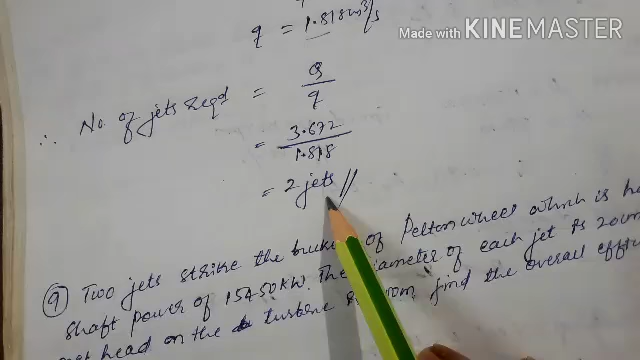 q = 1.818 m³/s
Made with KINEMASTER
∴ No. of jets reqd = Q/q
= 3.672/1.818
= 2 jets //
⑨ Two jets strike the of Pelton wheel which is
shaft power of 15450 KW. The diameter of each jet is 200
head on the turbine is find the overall